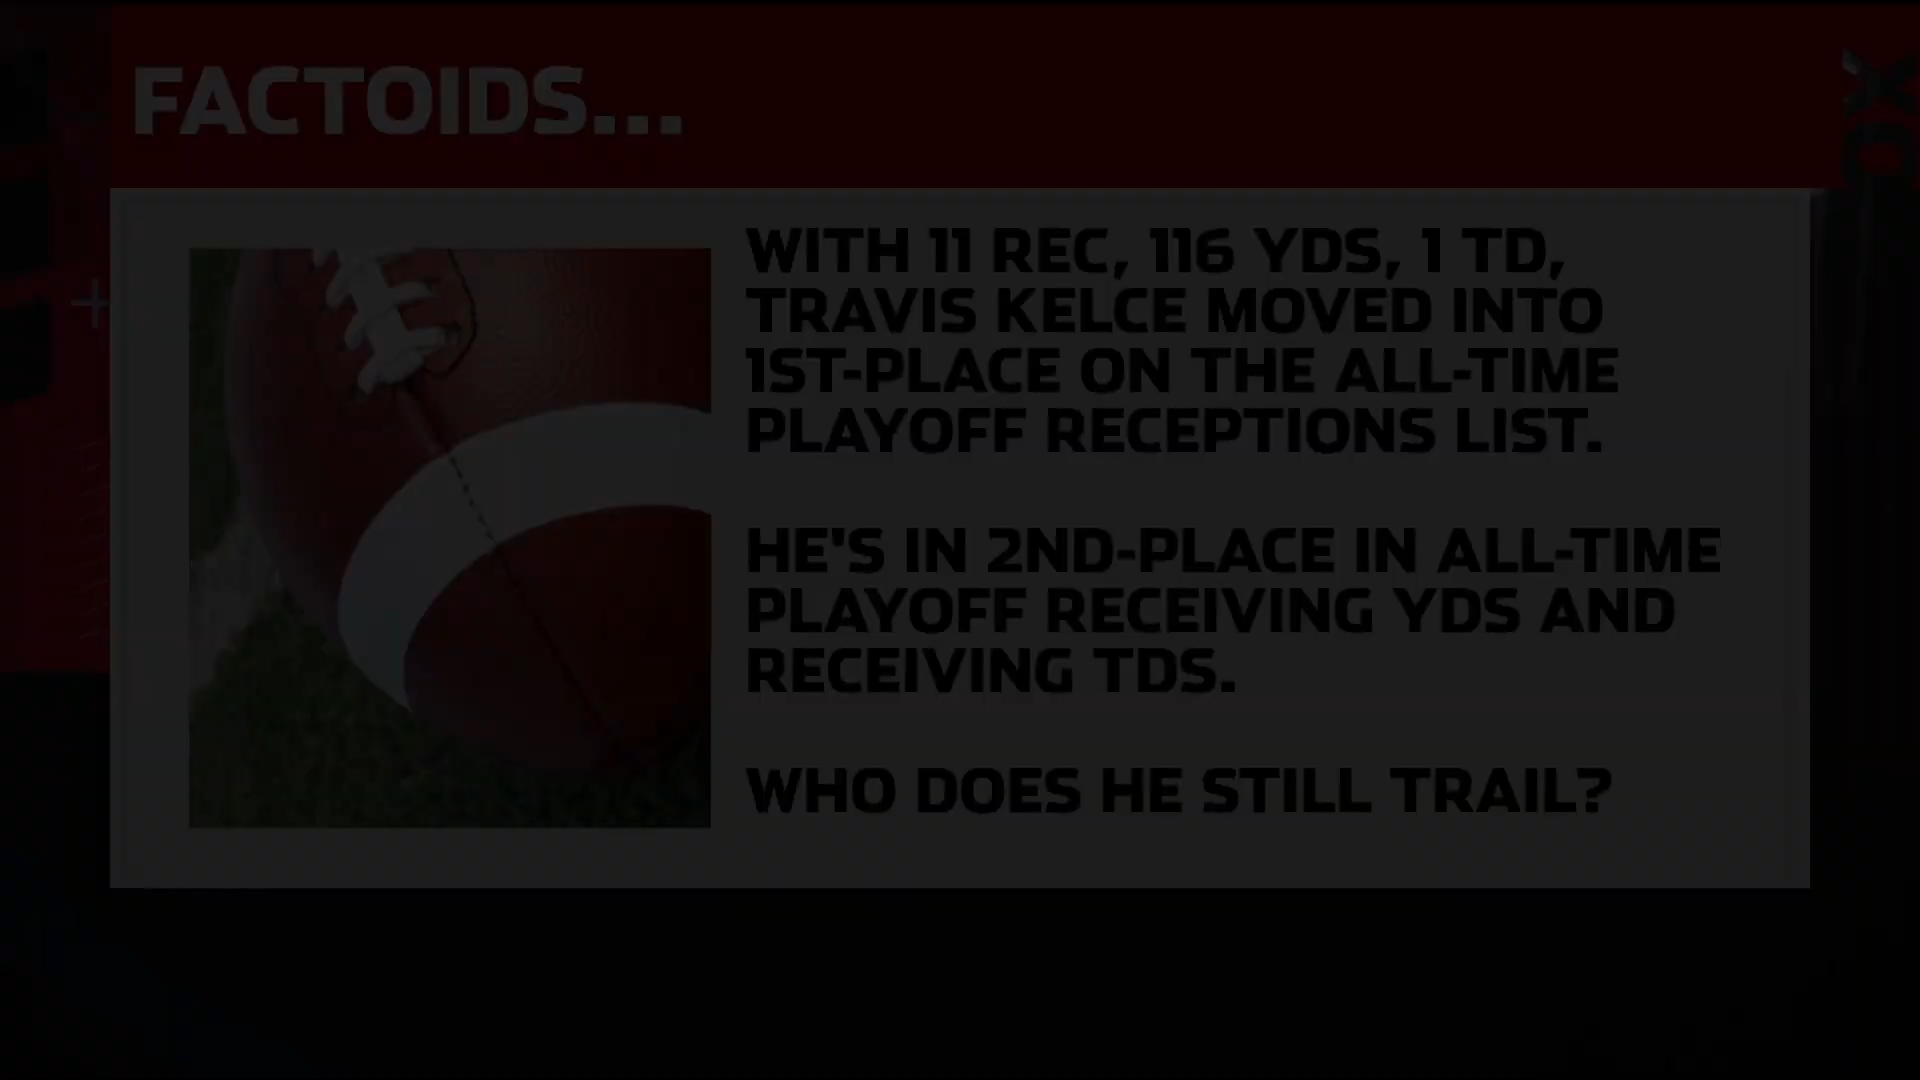 FACTOIDS...
WITH 11 REC, 116 YDS, 1 TD,
TRAVIS KELCE MOVED INTO
1ST-PLACE ON THE ALL-TIME
PLAYOFF RECEPTIONS LIST.
HE'S IN 2ND-PLACE IN ALL-TIME
PLAYOFF RECEIVING YDS AND
RECEIVING TDS.
WHO DOES HE STILL TRAIL?